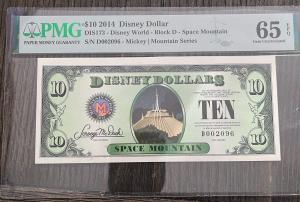 PMG
PAPER MONEY GUARANTY
$10 2014 Disney Dollar
DIS173 - Disney World - Block D - Space Mountain
S/N D002096 - Mickey | Mountain Series
65 EPQ
10
DISNEY DOLLARS
10
TEN
D002096
10
SPACE MOUNTAIN
10